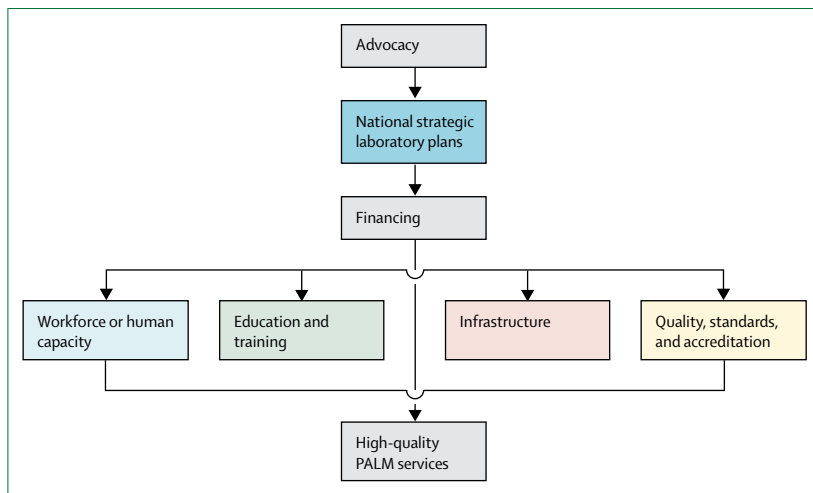 Advocacy
National strategic
laboratory plans
Financing
Workforce or human
capacity
Education and
training
Infrastructure
Quality, standards,
and accreditation
High-quality
PALM services